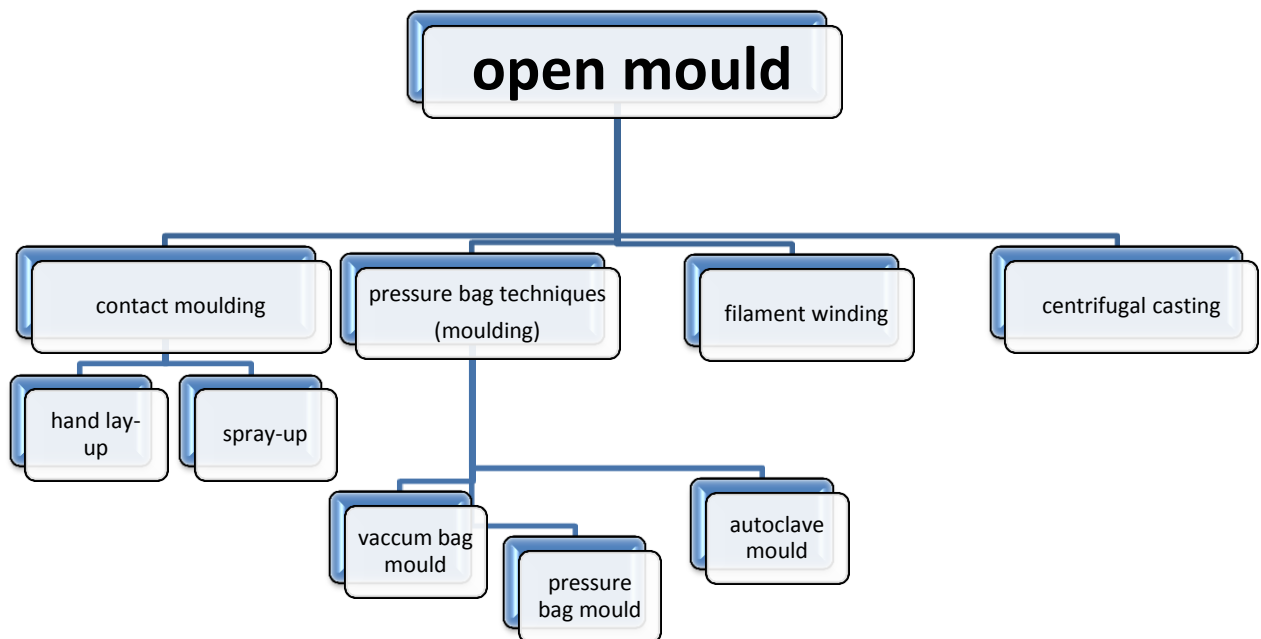 open mould
contact moulding
pressure bag techniques
(moulding)
filament winding
centrifugal casting
hand lay-
up
spray-up
vaccum bag
mould
pressure
bag mould
autoclave
mould